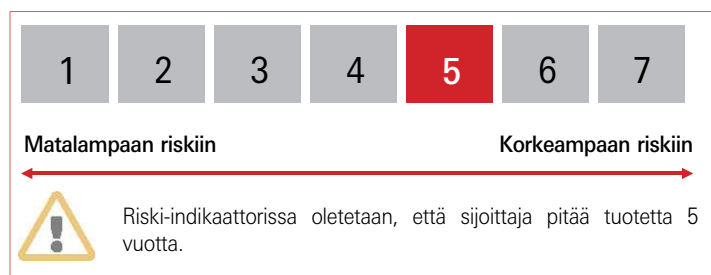 1 2 3 4 5 6 7
Matalampaan riskiin Korkeampaan riskiin
Riski-indikaattorissa oletetaan, että sijoittaja pitää tuotetta 5
vuotta.